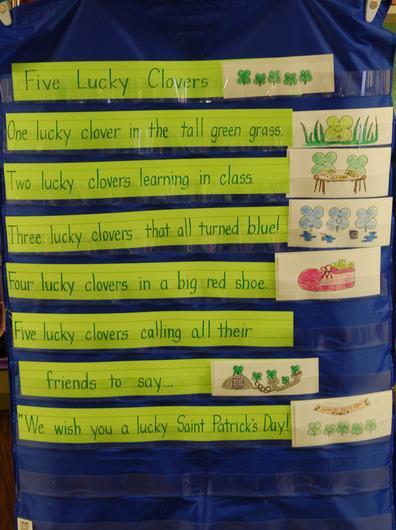 Five Lucky Clovers
One lucky clover in the tall green grass.
Two lucky clovers learning in class.
Three lucky clovers that all turned blue!
Four lucky clovers in a big red shoe.
Five lucky clovers calling all their
friends to say...
"We wish you a lucky Saint Patrick's Day!